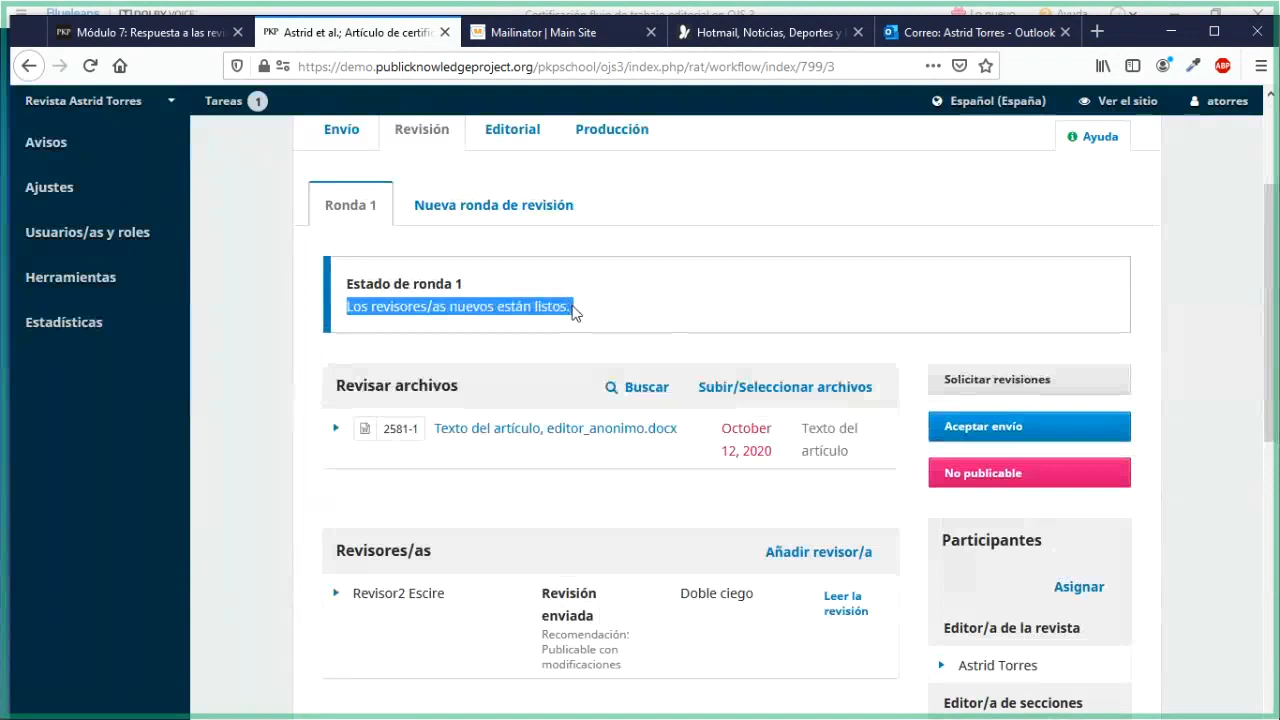 Módulo 7: Respuesta a las revi
Astrid et al.; Artículo de certific
Mailinator | Main Site
Hotmail, Noticias, Deportes y
Correo: Astrid Torres - Outlook
https://demo.publicknowledgeproject.org/pkpschool/ojs3/index.php/rat/workflow/index/799/3
Revista Astrid Torres
Tareas 1
Español (España)
Ver el sitio
atorres
Avisos
Ajustes
Usuarios/as y roles
Herramientas
Estadísticas
Envío
Revisión
Editorial
Producción
Ayuda
Ronda 1
Nueva ronda de revisión
Estado de ronda 1
Los revisores/as nuevos están listos.
Revisar archivos
Buscar
Subir/Seleccionar archivos
2581-1
Texto del artículo, editor_anonimo.docx
October
12, 2020
Texto del
artículo
Solicitar revisiones
Aceptar envío
No publicable
Revisores/as
Añadir revisor/a
Revisor2 Escire
Revisión
enviada
Recomendación:
Publicable con
modificaciones
Doble ciego
Leer la
revisión
Participantes
Asignar
Editor/a de la revista
Astrid Torres
Editor/a de secciones